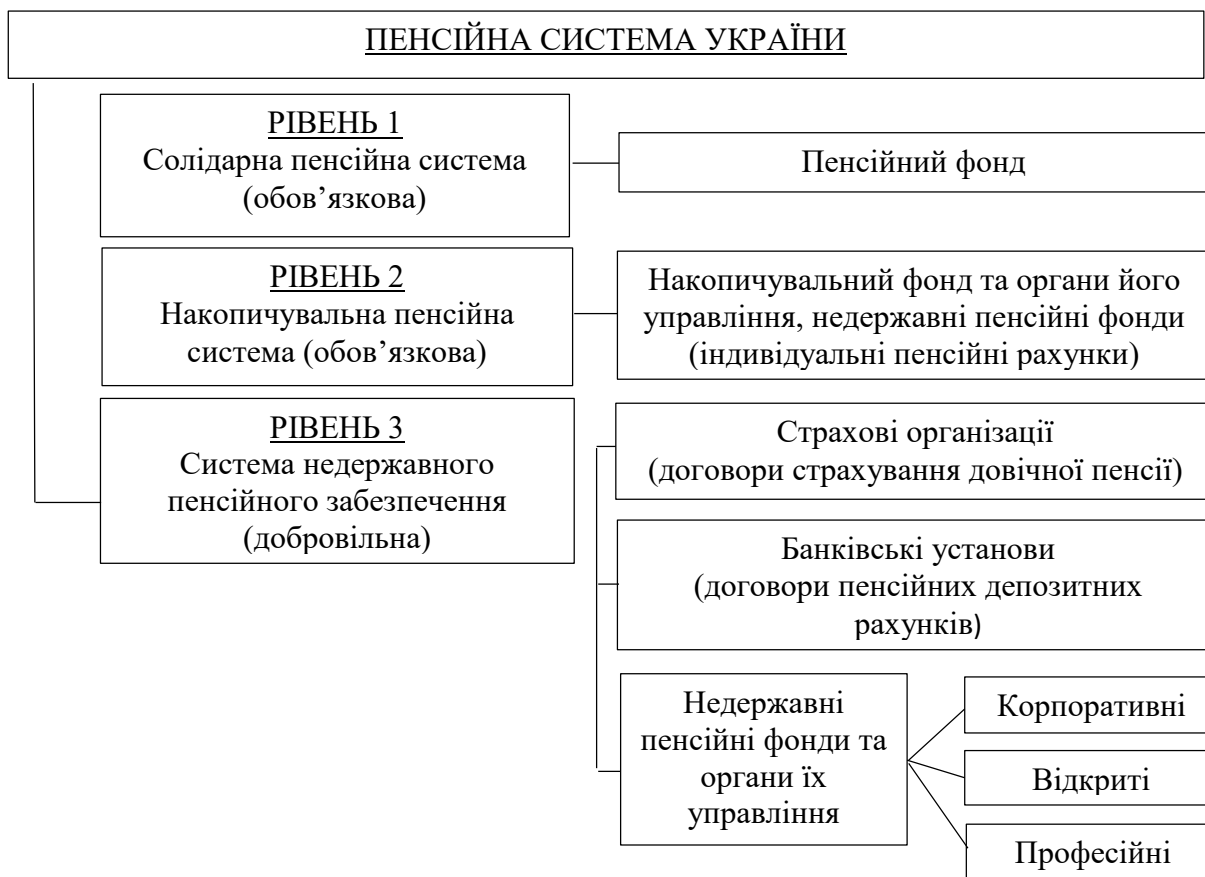 ПЕНСІЙНА СИСТЕМА УКРАЇНИ
РІВЕНЬ 1
Солідарна пенсійна система
(обов’язкова)
Пенсійний фонд
РІВЕНЬ 2
Накопичувальна пенсійна
система (обов’язкова)
Накопичувальний фонд та органи його
управління, недержавні пенсійні фонди
(індивідуальні пенсійні рахунки)
РІВЕНЬ 3
Система недержавного
пенсійного забезпечення
(добровільна)
Страхові організації
(договори страхування довічної пенсії)
Банківські установи
(договори пенсійних депозитних
рахунків)
Недержавні
пенсійні фонди та
органи їх
управління
Корпоративні
Відкриті
Професійні